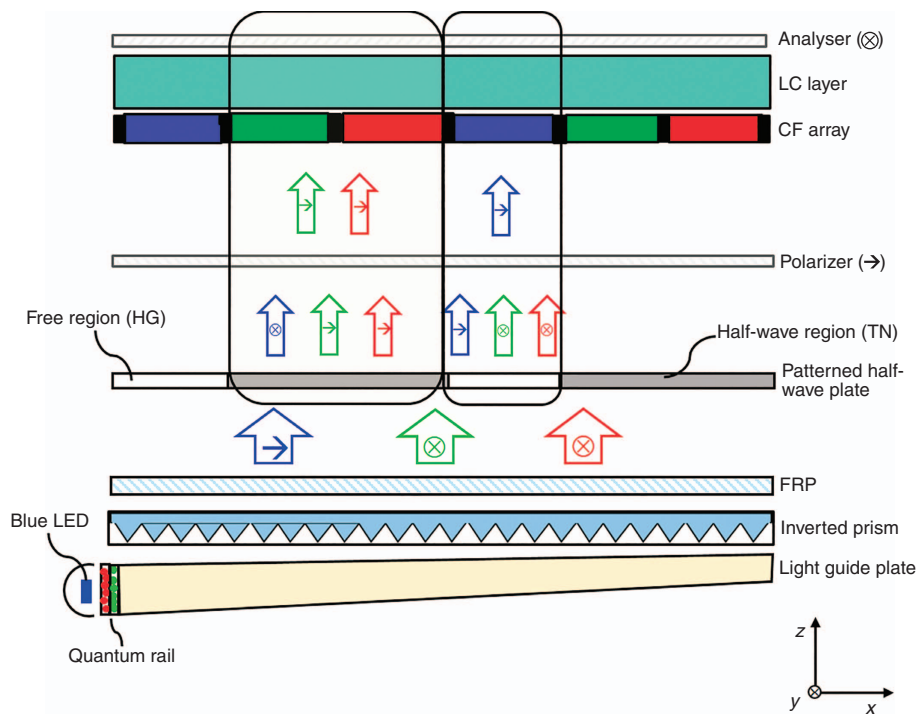 Analyser (⊗)
LC layer
CF array
Polarizer (→)
Free region (HG)
Half-wave region (TN)
Patterned half-
wave plate
FRP
Blue LED
Inverted prism
Light guide plate
Quantum rail
z
y
x